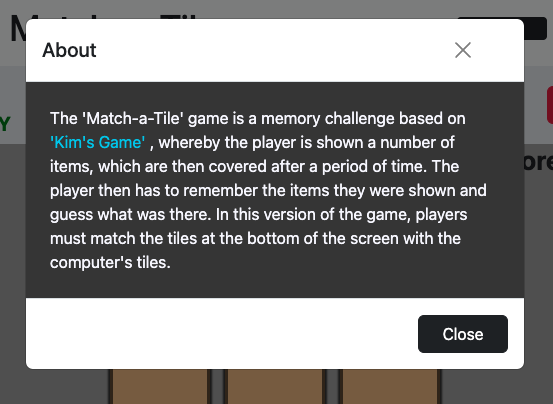 About
The 'Match-a-Tile' game is a memory challenge based on
'Kim's Game' , whereby the player is shown a number of
items, which are then covered after a period of time. The
player then has to remember the items they were shown and
guess what was there. In this version of the game, players
must match the tiles at the bottom of the screen with the
computer's tiles.
Close